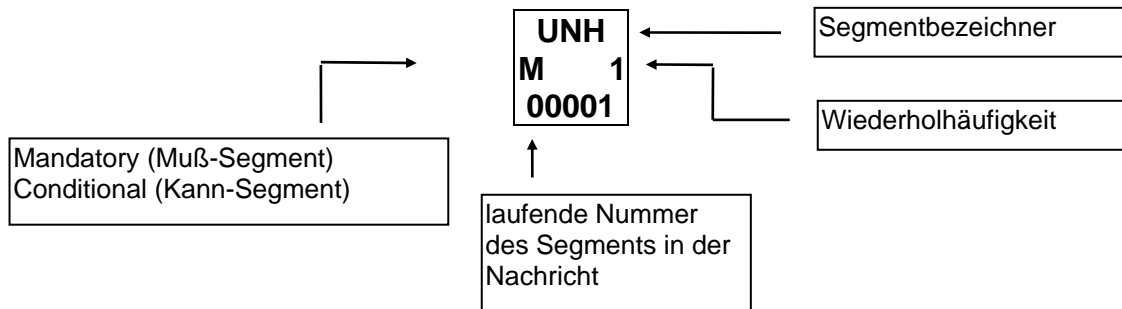 UNH
M 1
00001
Segmentbezeichner
Wiederholhäufigkeit
Mandatory (Muß-Segment)
Conditional (Kann-Segment)
laufende Nummer
des Segments in der
Nachricht